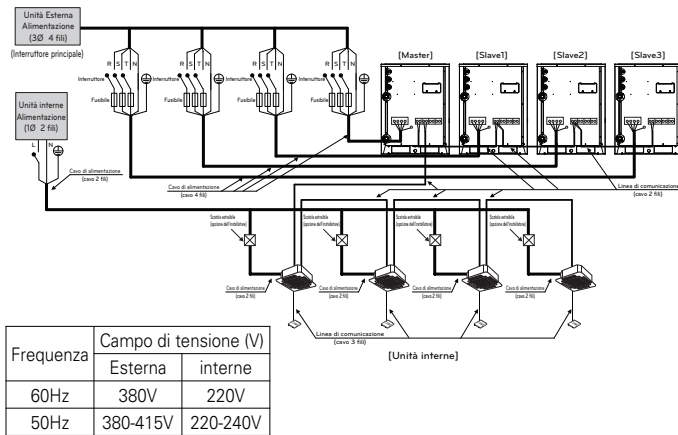 Unità Esterna
Alimentazione
(3Ø 4 fili)
(Interruttore principale)
R S T N
R S T N
R S T N
R S T N
[Master]
[Slave1]
[Slave2]
[Slave3]
Interruttore
Interruttore
Interruttore
Interruttore
Fusibile
Fusibile
Fusibile
Fusibile
Unità interne
Alimentazione
(1Ø 2 fili)
L N
Cavo di alimentazione
(cavo 2 fili)
Cavo di alimentazione
(cavo 4 fili)
Linea di comunicazione
(cavo 2 fili)
Scatola estraibile
(opzione dell'installatore)
Scatola estraibile
(opzione dell'installatore)
Scatola estraibile
(opzione dell'installatore)
Scatola estraibile
(opzione dell'installatore)
Cavo di alimentazione
(cavo 2 fili)
Cavo di alimentazione
(cavo 2 fili)
Cavo di alimentazione
(cavo 2 fili)
Cavo di alimentazione
(cavo 2 fili)
Linea di comunicazione
(cavo 3 fili)
[Unità interne]
Frequenza Campo di tensione (V)
Esterna interne
60Hz 380V 220V
50Hz 380-415V 220-240V